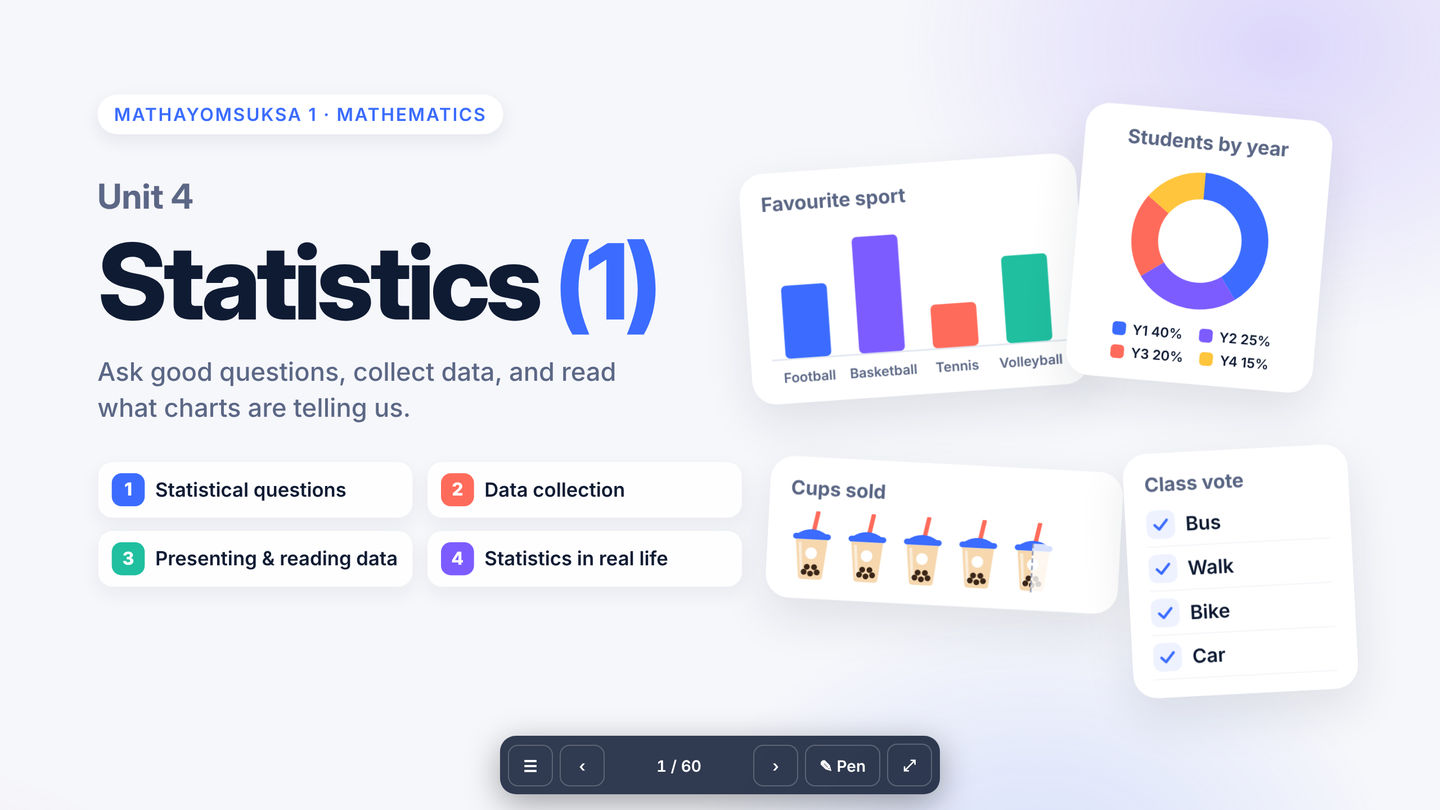 MATHAYOMSUKSA 1 · MATHEMATICS
Unit 4
Statistics (1)
Ask good questions, collect data, and read
what charts are telling us.
1 Statistical questions
2 Data collection
3 Presenting & reading data
4 Statistics in real life
Favourite sport
Football Basketball Tennis Volleyball
Students by year
Y1 40% Y2 25%
Y3 20% Y4 15%
Cups sold
Class vote
Bus
Walk
Bike
Car
☰ ‹ 1 / 60 › ✎ Pen ⤢